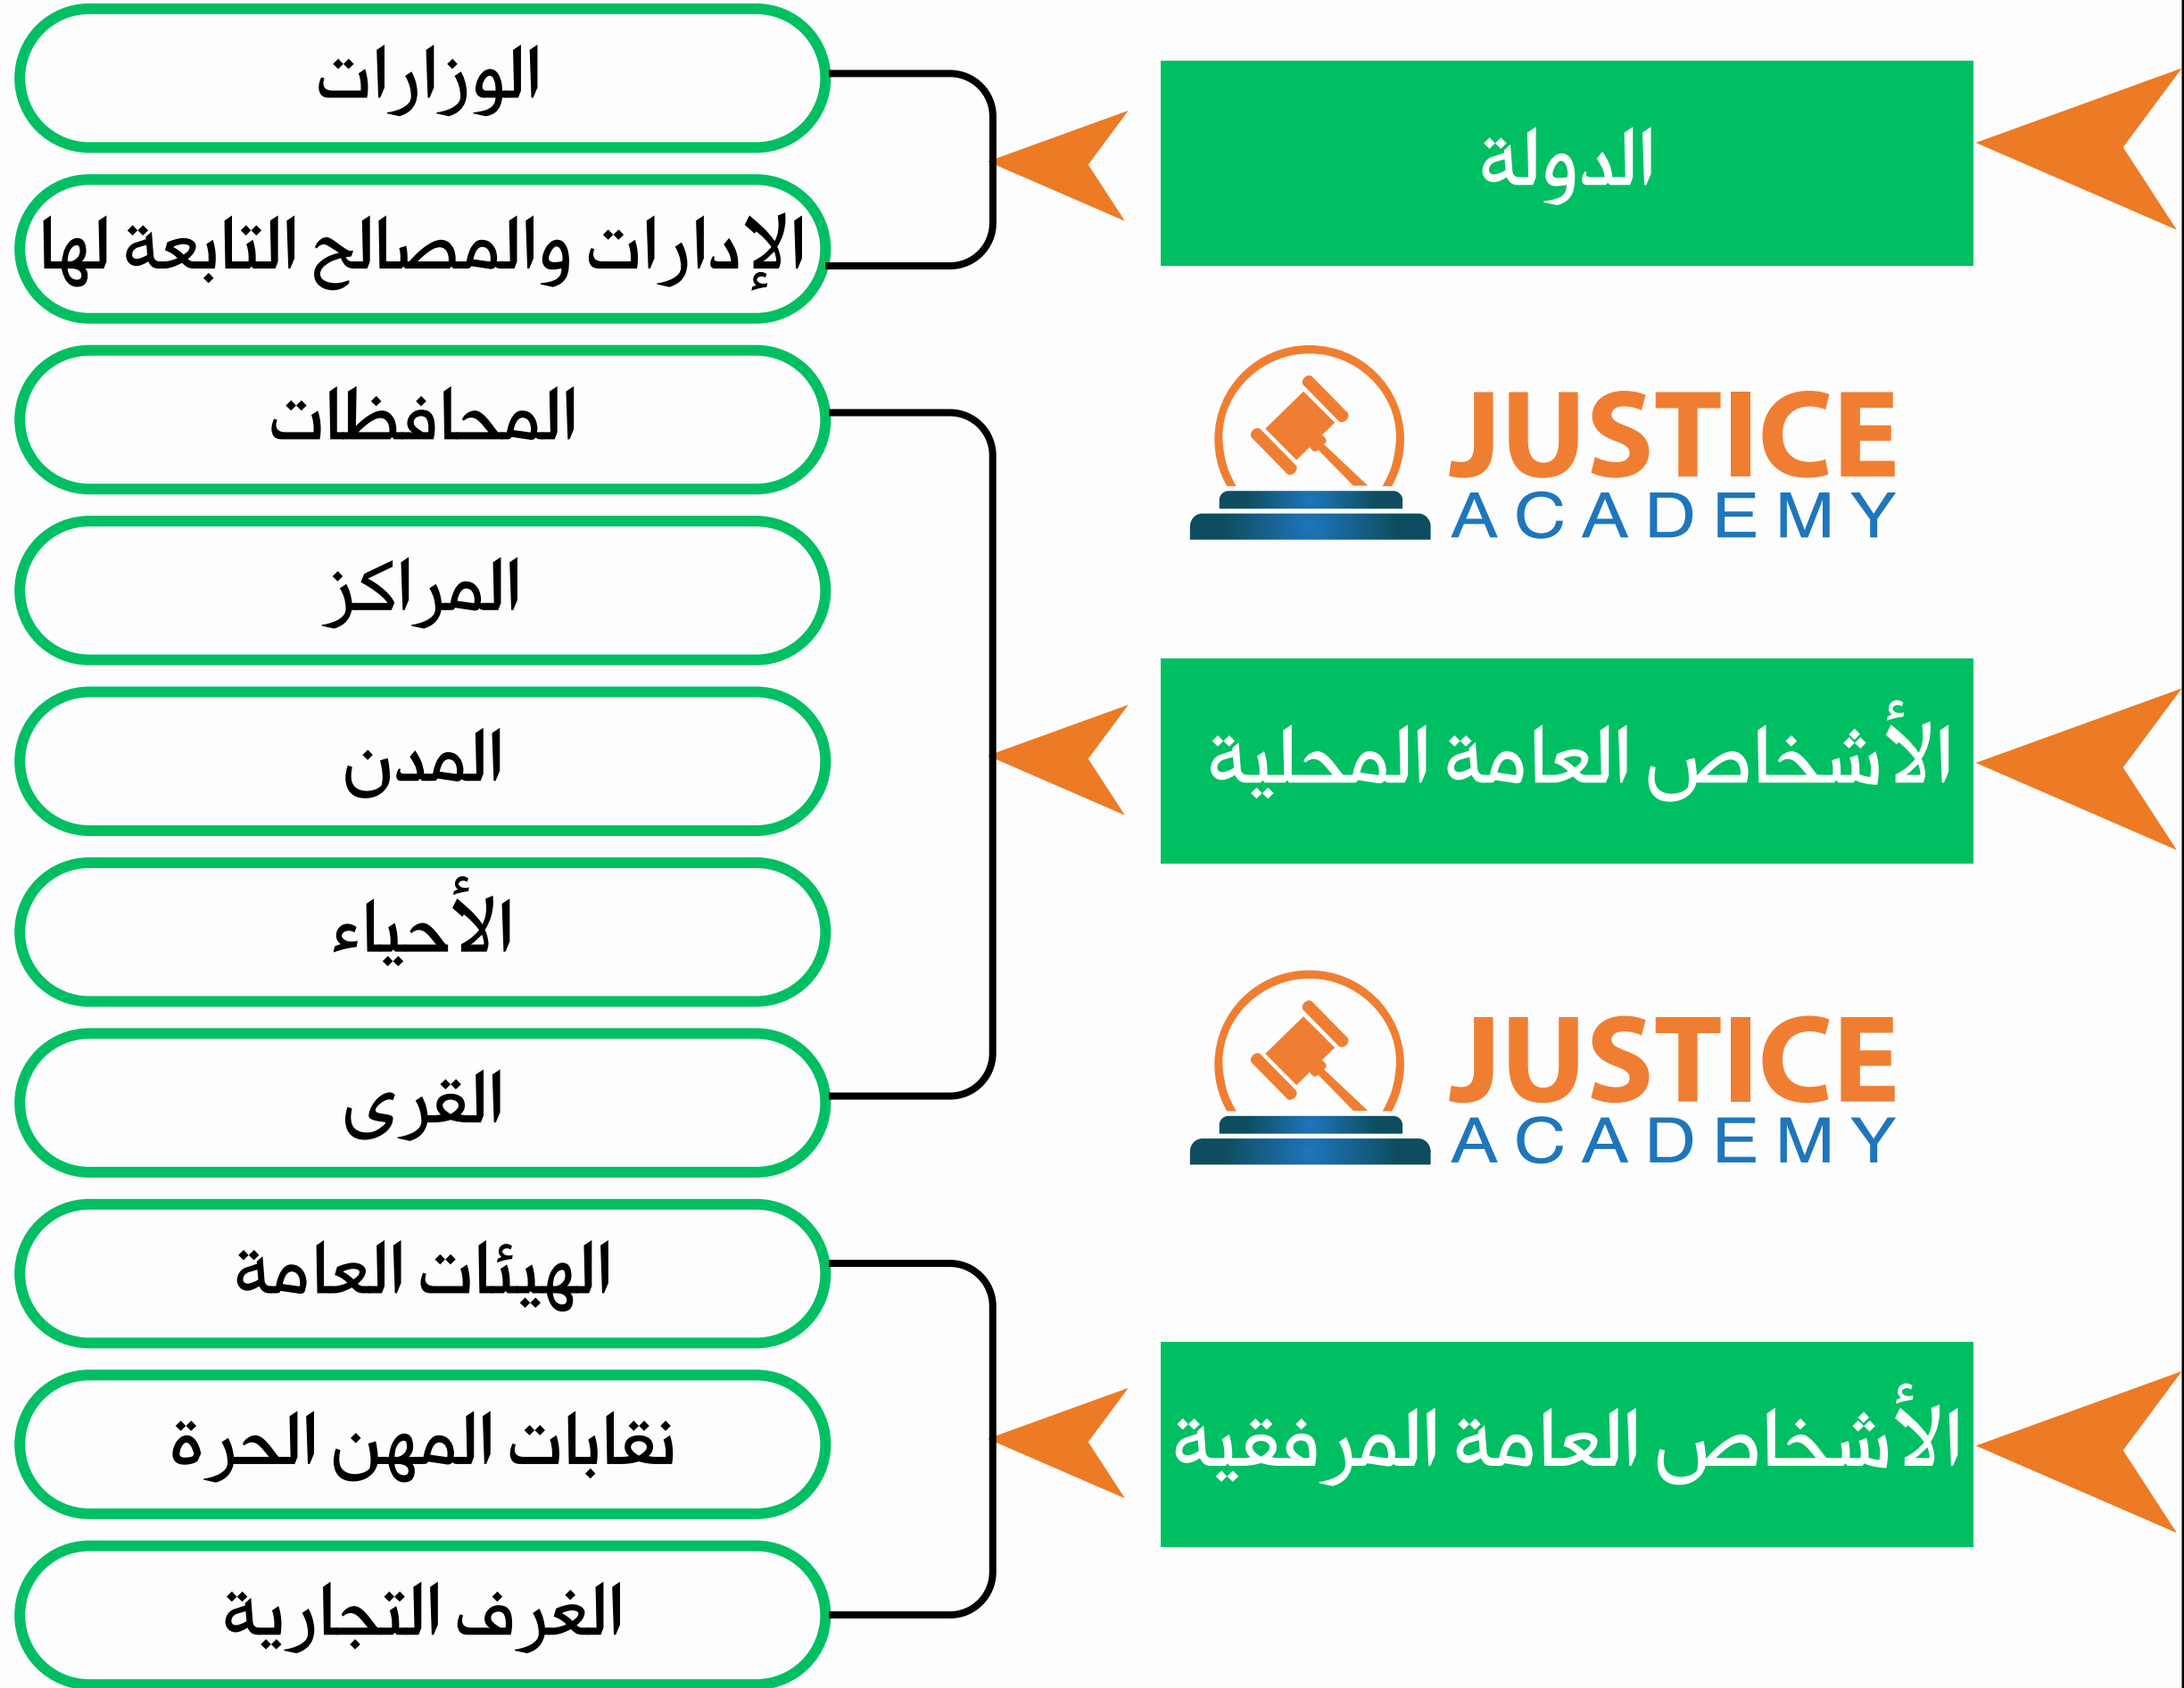 الدولة
الوزارات
الإدارات والمصالح التابعة لها
JUSTICE
ACADEMY
الأشخاص العامة المحلية
المحافظات
المراكز
المدن
الأحياء
القرى
JUSTICE
ACADEMY
الأشخاص العامة المرفقية
الهيئات العامة
نقابات المهن الحرة
الغرف التجارية